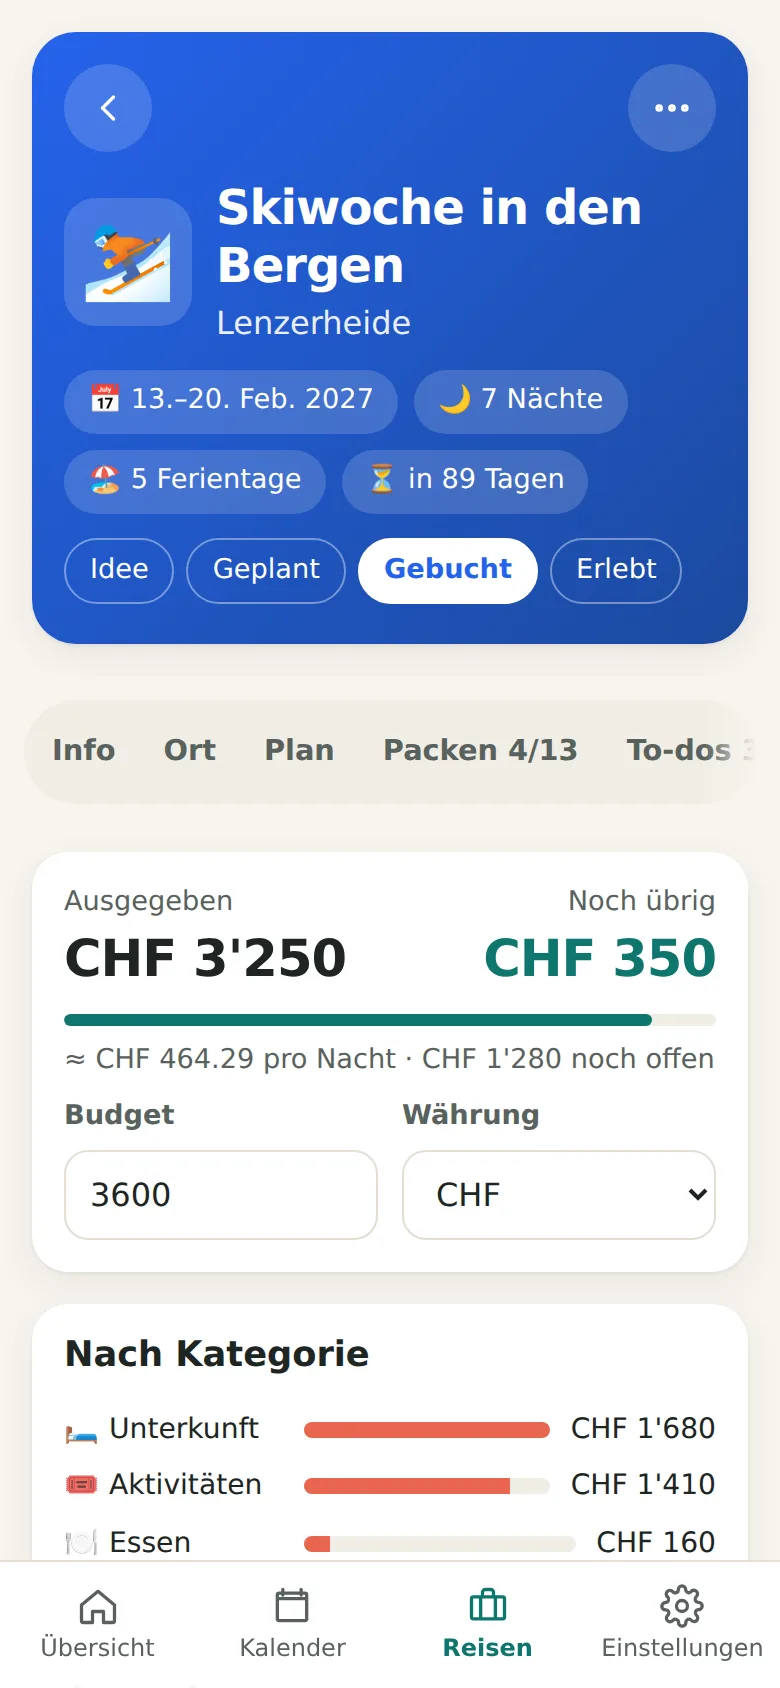 Skiwoche in den
Bergen
Lenzerheide
13.–20. Feb. 2027
7 Nächte
5 Ferientage
in 89 Tagen
Idee
Geplant
Gebucht
Erlebt
Info Ort Plan Packen 4/13 To-dos
Ausgegeben
Noch übrig
CHF 3'250
CHF 350
≈ CHF 464.29 pro Nacht · CHF 1'280 noch offen
Budget
Währung
3600
CHF
Nach Kategorie
Unterkunft CHF 1'680
Aktivitäten CHF 1'410
Essen CHF 160
Übersicht
Kalender
Reisen
Einstellungen